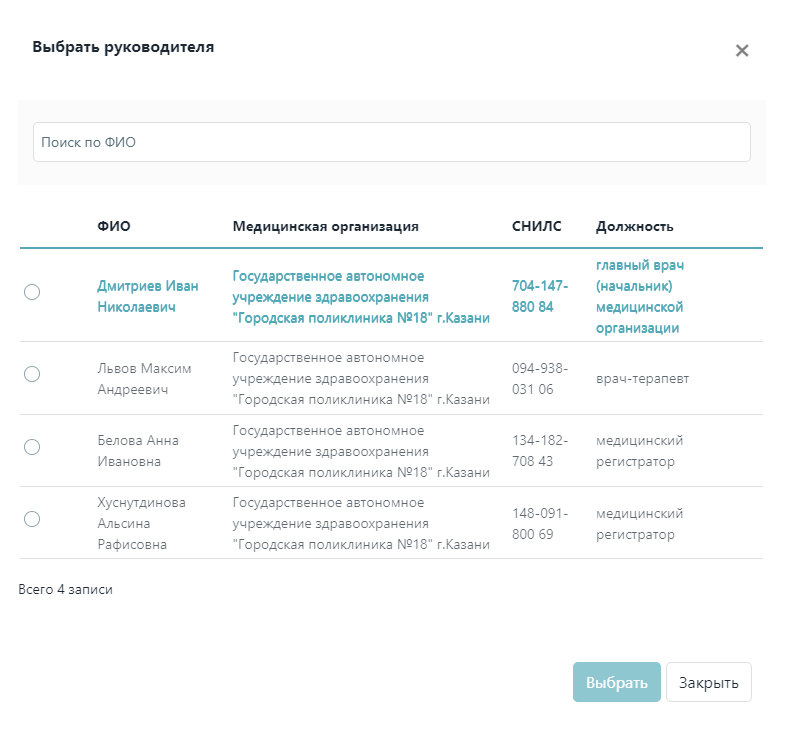 Выбрать руководителя
Поиск по ФИО
ФИО Медицинская организация СНИЛС Должность
Дмитриев Иван
Николаевич
Государственное автономное
учреждение здравоохранения
"Городская поликлиника №18" г.Казани
704-147-
880 84
главный врач
(начальник)
медицинской
организации
Львов Максим
Андреевич
Государственное автономное
учреждение здравоохранения
"Городская поликлиника №18" г.Казани
094-938-
031 06
врач-терапевт
Белова Анна
Ивановна
Государственное автономное
учреждение здравоохранения
"Городская поликлиника №18" г.Казани
134-182-
708 43
медицинский
регистратор
Хуснутдинова
Альсина
Рафисовна
Государственное автономное
учреждение здравоохранения
"Городская поликлиника №18" г.Казани
148-091-
800 69
медицинский
регистратор
Всего 4 записи
Выбрать Закрыть